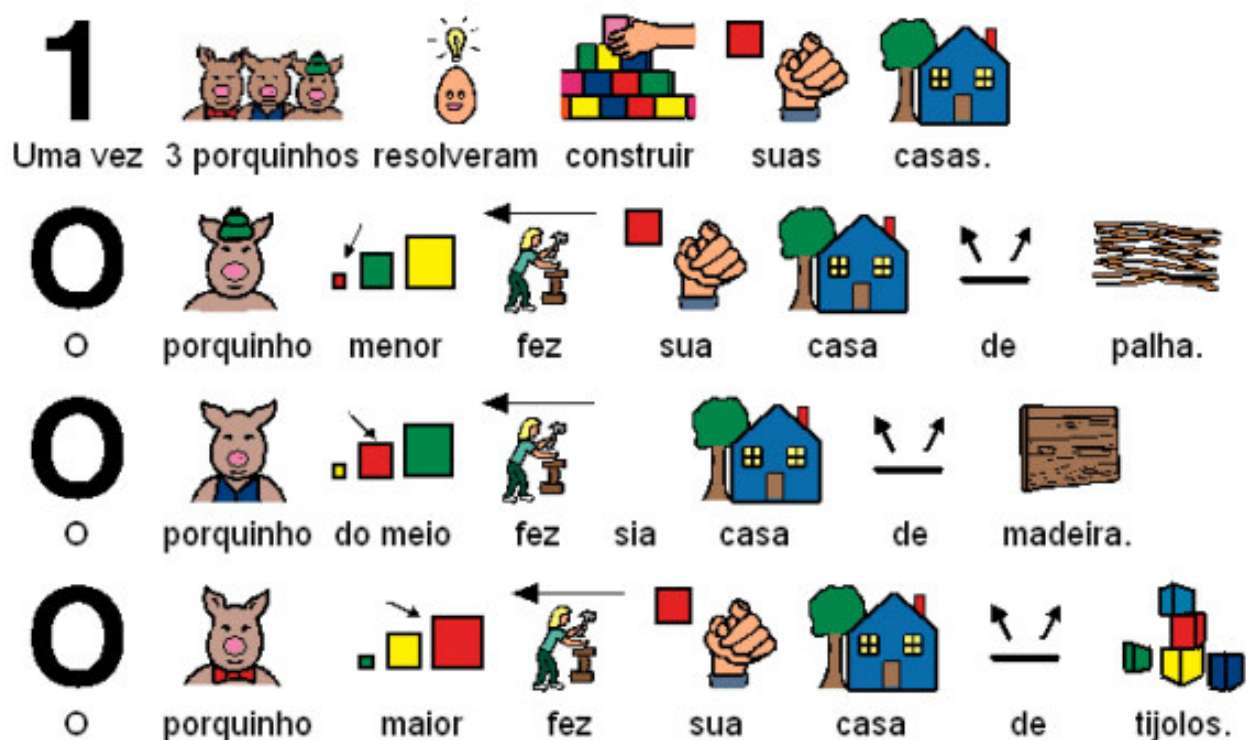 1
Uma vez 3 porquinhos resolveram construir suas casas.
O
O porquinho menor fez sua casa de palha.
O
O porquinho do meio fez sia casa de madeira.
O
O porquinho maior fez sua casa de tijolos.